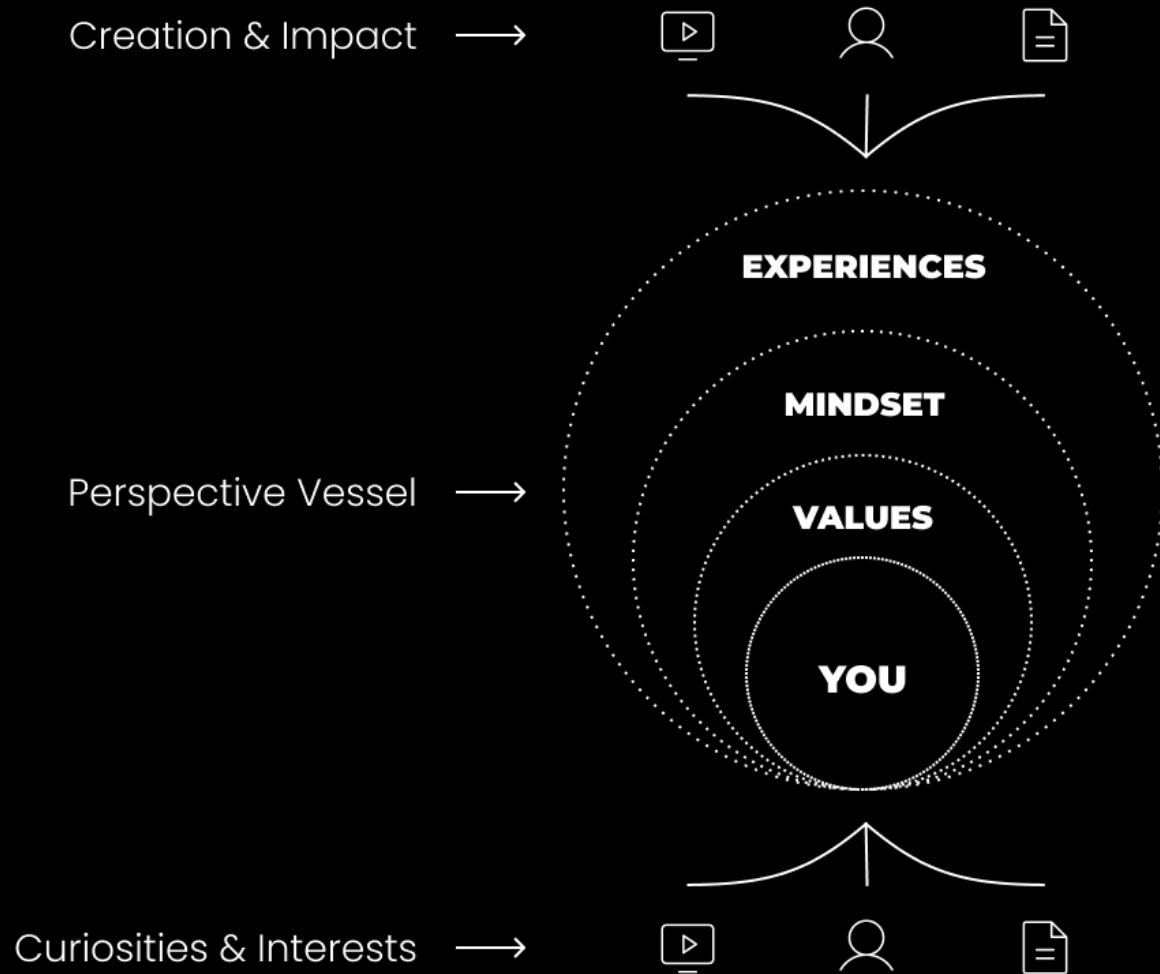 Creation & Impact
EXPERIENCES
MINDSET
Perspective Vessel
VALUES
YOU
Curiosities & Interests